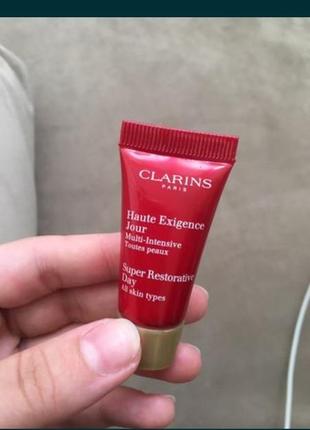 CLARINS
PARIS
Haute Exigence
Jour
Multi-Intensive
Toutes peaux
Super Restorative
Day
All skin types